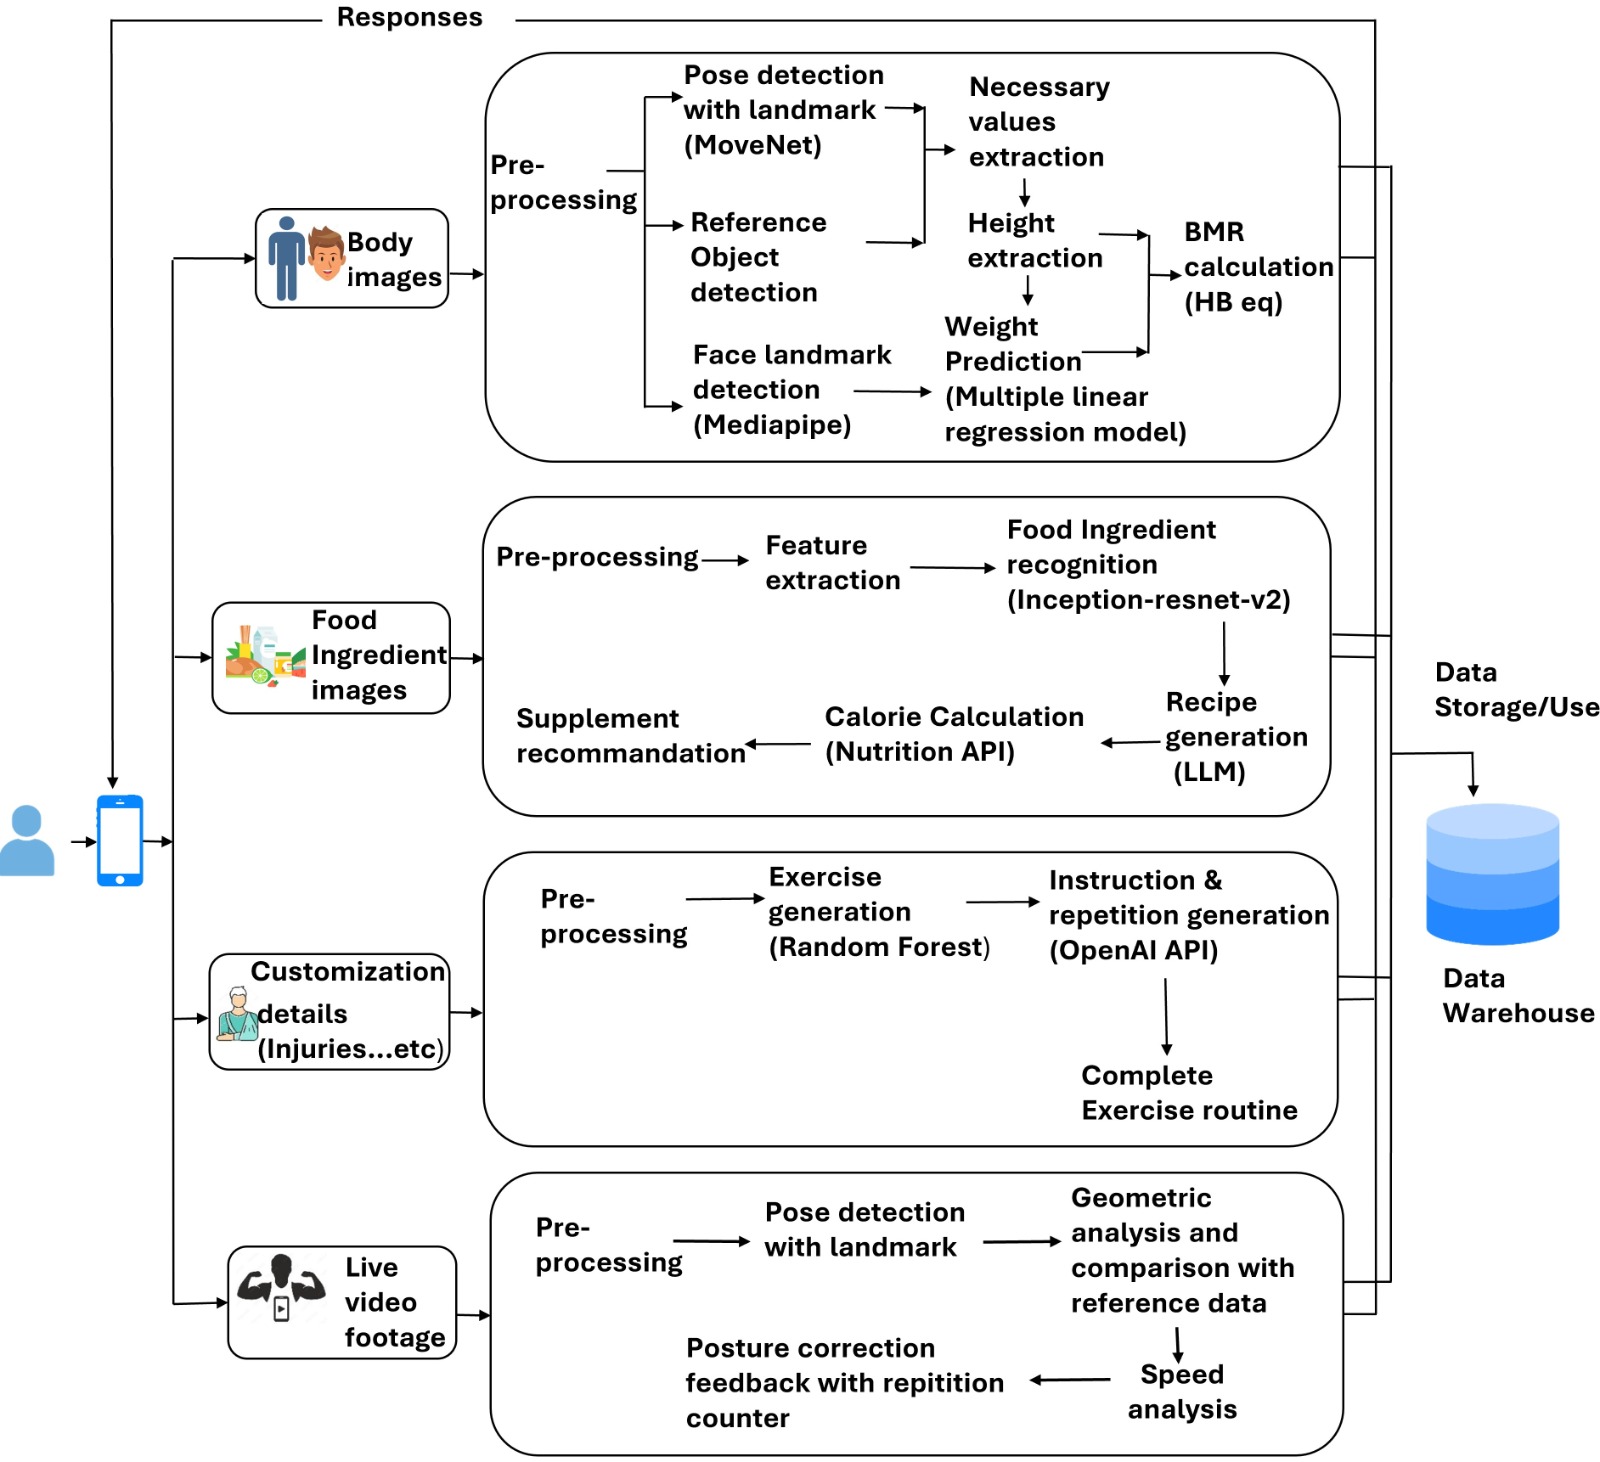 Responses
Body
images
Pre-
processing
Pose detection
with landmark
(MoveNet)
Reference
Object
detection
Face landmark
detection
(Mediapipe)
Necessary
values
extraction
Height
extraction
Weight
Prediction
(Multiple linear
regression model)
BMR
calculation
(HB eq)
Food
Ingredient
images
Pre-processing
Feature
extraction
Food Ingredient
recognition
(Inception-resnet-v2)
Recipe
generation
(LLM)
Calorie Calculation
(Nutrition API)
Supplement
recommandation
Customization
details
(Injuries...etc)
Pre-
processing
Exercise
generation
(Random Forest)
Instruction &
repetition generation
(OpenAI API)
Complete
Exercise routine
Live
video
footage
Pre-
processing
Pose detection
with landmark
Geometric
analysis and
comparison with
reference data
Speed
analysis
Posture correction
feedback with repitition
counter
Data
Storage/Use
Data
Warehouse